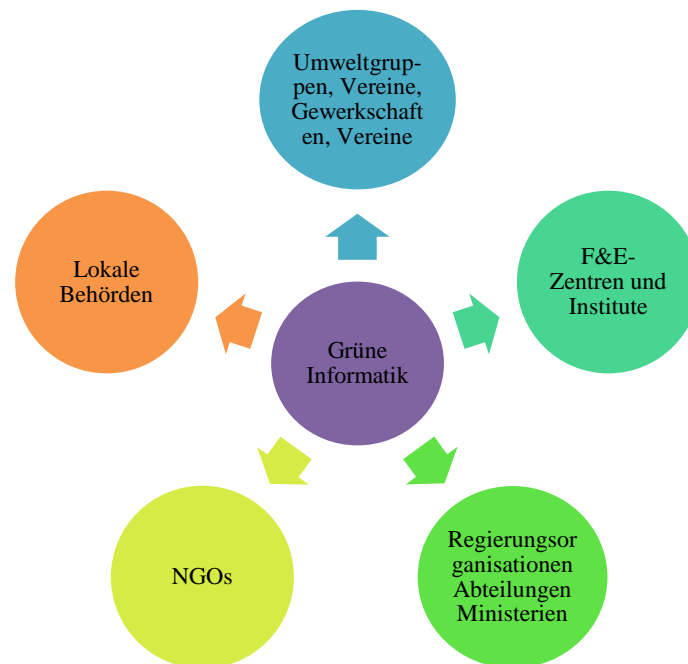 Umweltgrup-
pen, Vereine,
Gewerkschaft
en, Vereine
Lokale
Behörden
F&E-
Zentren und
Institute
Grüne
Informatik
NGOs
Regierungsor
ganisationen
Abteilungen
Ministerien